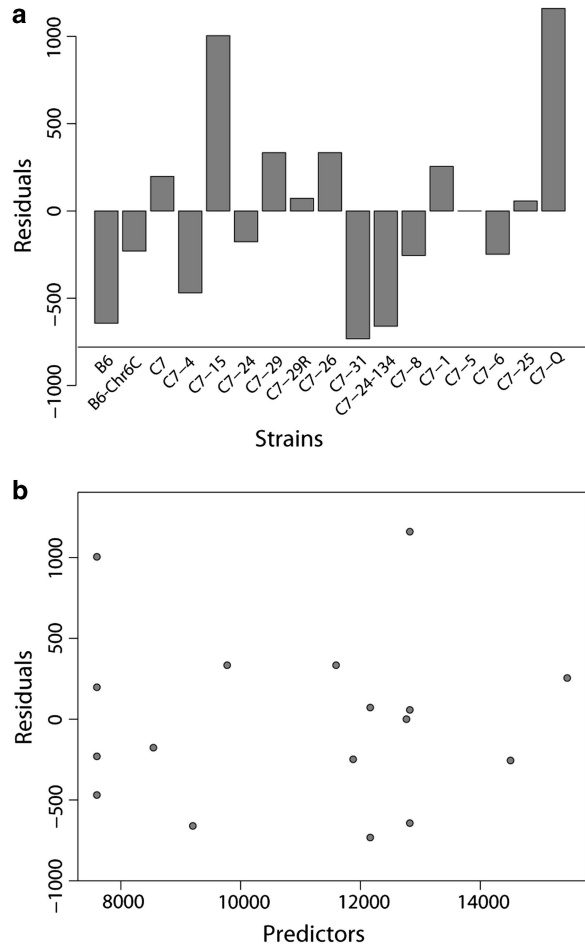 a
1000
500
0
−500
−1000
Residuals
B6
B6-Chr6C
C7
C7−4
C7−15
C7−24
C7−29
C7−29R
C7−26
C7−31
C7−24-134
C7−8
C7−1
C7−5
C7−6
C7−25
C7−Q
Strains
b
1000
500
0
−500
−1000
Residuals
8000 10000 12000 14000
Predictors